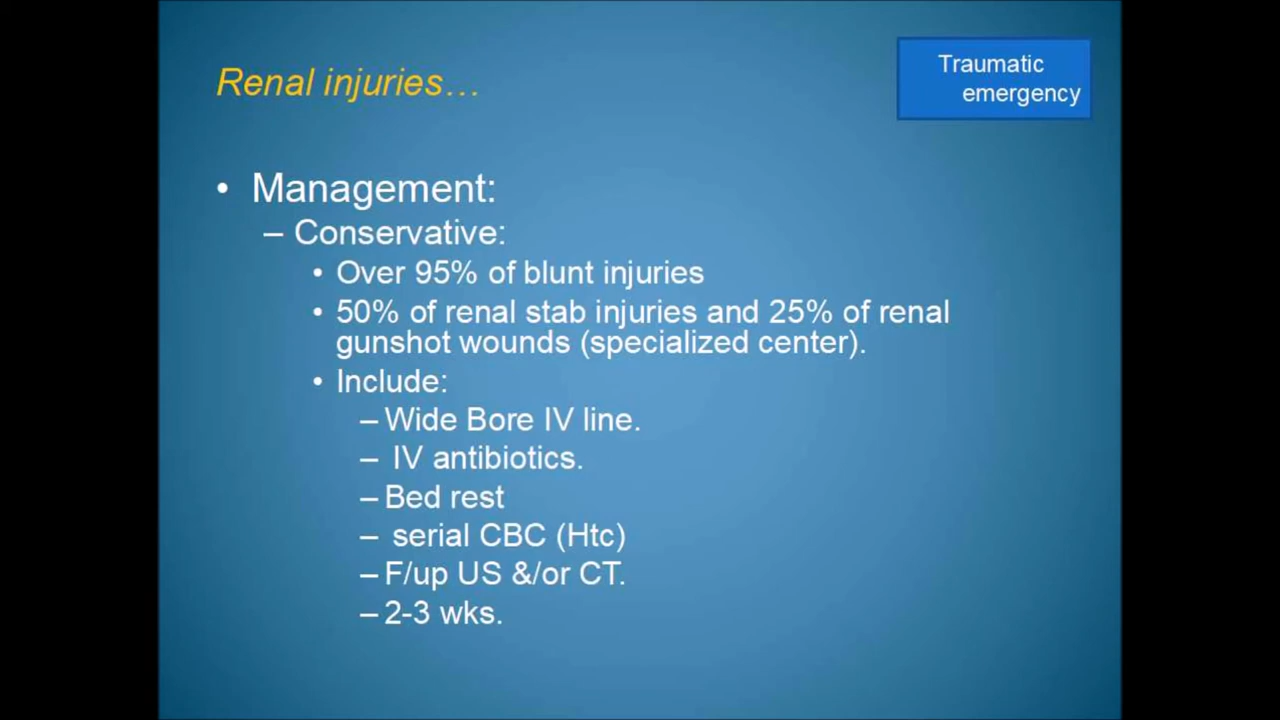 Renal injuries…
Traumatic
emergency
• Management:
– Conservative:
• Over 95% of blunt injuries
• 50% of renal stab injuries and 25% of renal
gunshot wounds (specialized center).
• Include:
– Wide Bore IV line.
– IV antibiotics.
– Bed rest
– serial CBC (Htc)
– F/up US &/or CT.
– 2-3 wks.